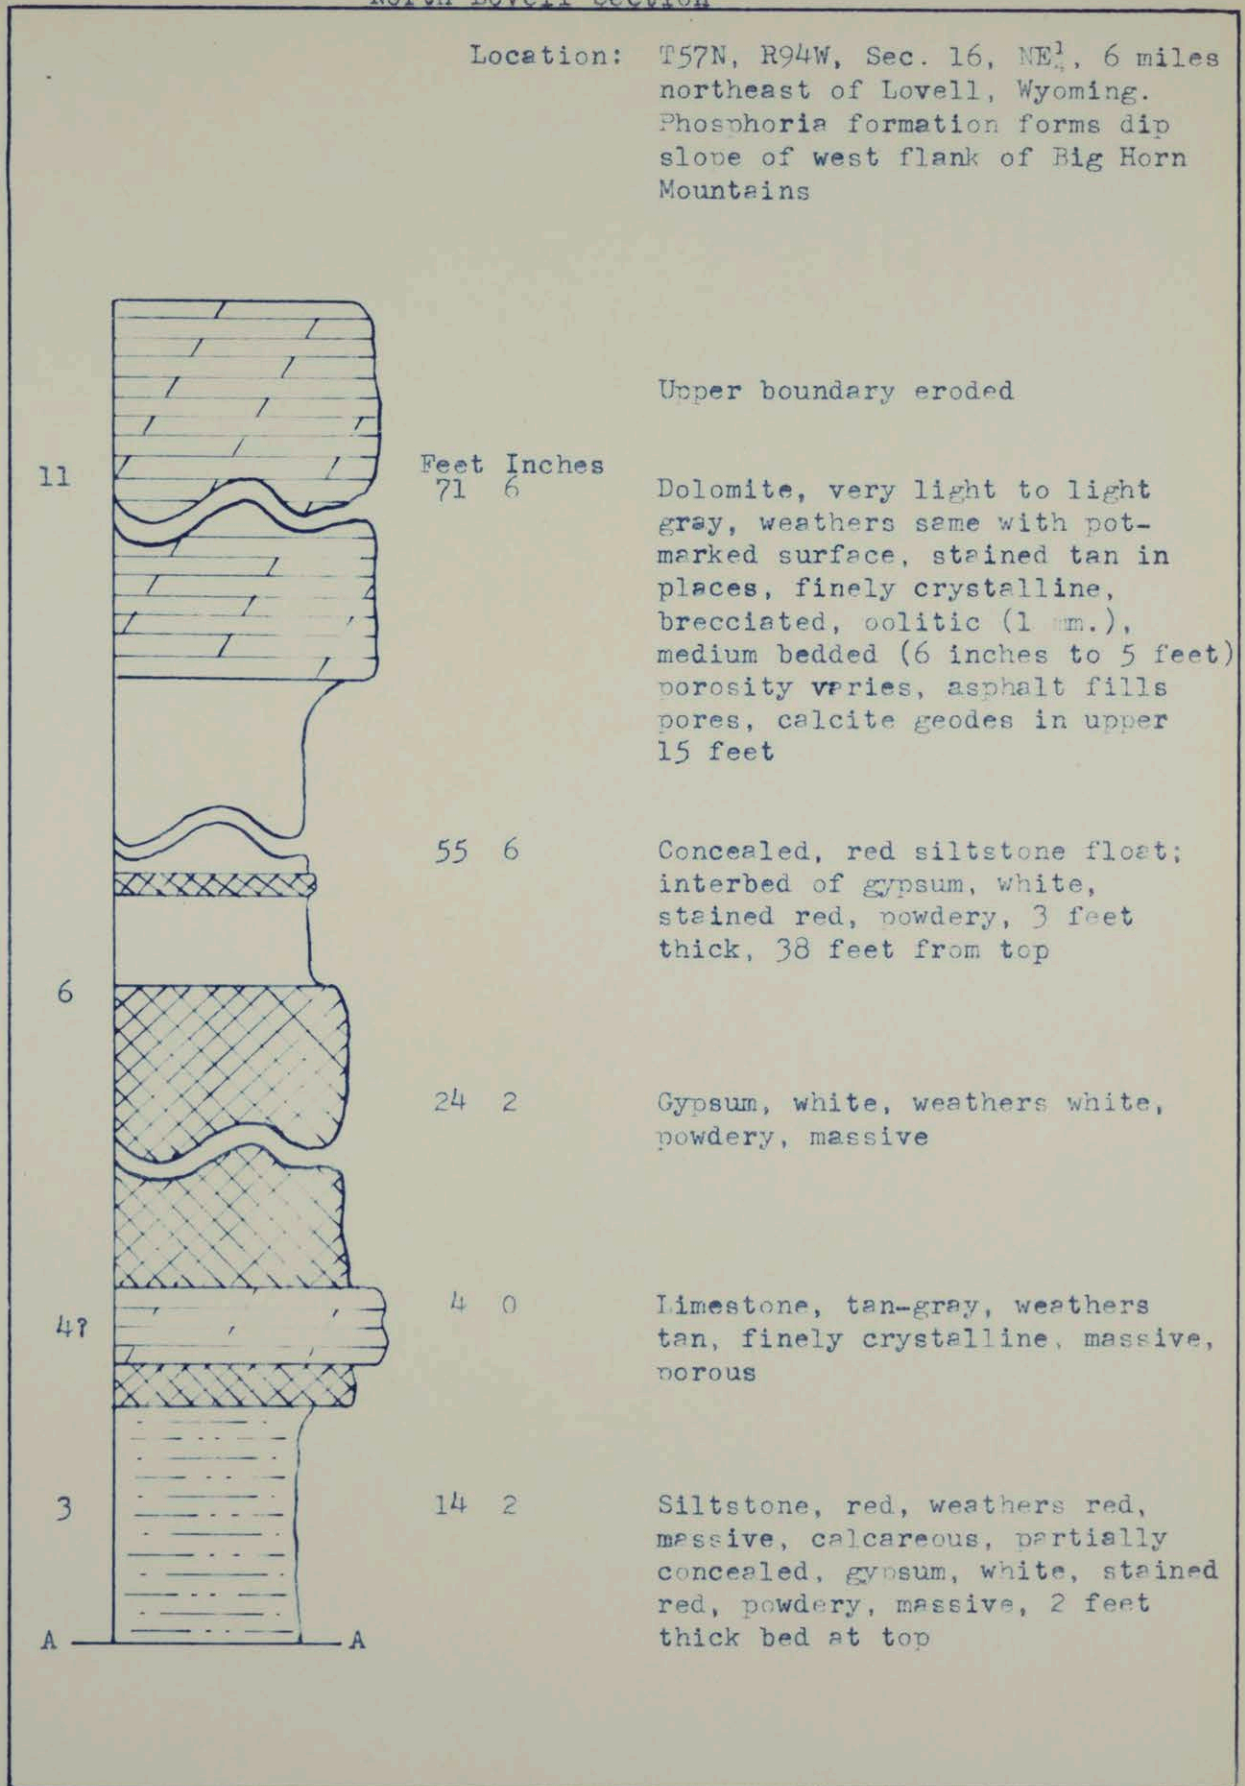 North Lovell Section
Location: T57N, R94W, Sec. 16, NE¼, 6 miles
northeast of Lovell, Wyoming.
Phosphoria formation forms dip
slope of west flank of Big Horn
Mountains
Upper boundary eroded
Feet Inches
11 71 6 Dolomite, very light to light
gray, weathers same with pot-
marked surface, stained tan in
places, finely crystalline,
brecciated, oolitic (1 mm.),
medium bedded (6 inches to 5 feet)
porosity varies, asphalt fills
pores, calcite geodes in upper
15 feet
55 6 Concealed, red siltstone float;
interbed of gypsum, white,
stained red, powdery, 3 feet
thick, 38 feet from top
6
24 2 Gypsum, white, weathers white,
powdery, massive
4? 4 0 Limestone, tan-gray, weathers
tan, finely crystalline, massive,
porous
3 14 2 Siltstone, red, weathers red,
massive, calcareous, partially
concealed, gypsum, white, stained
red, powdery, massive, 2 feet
thick bed at top
A A